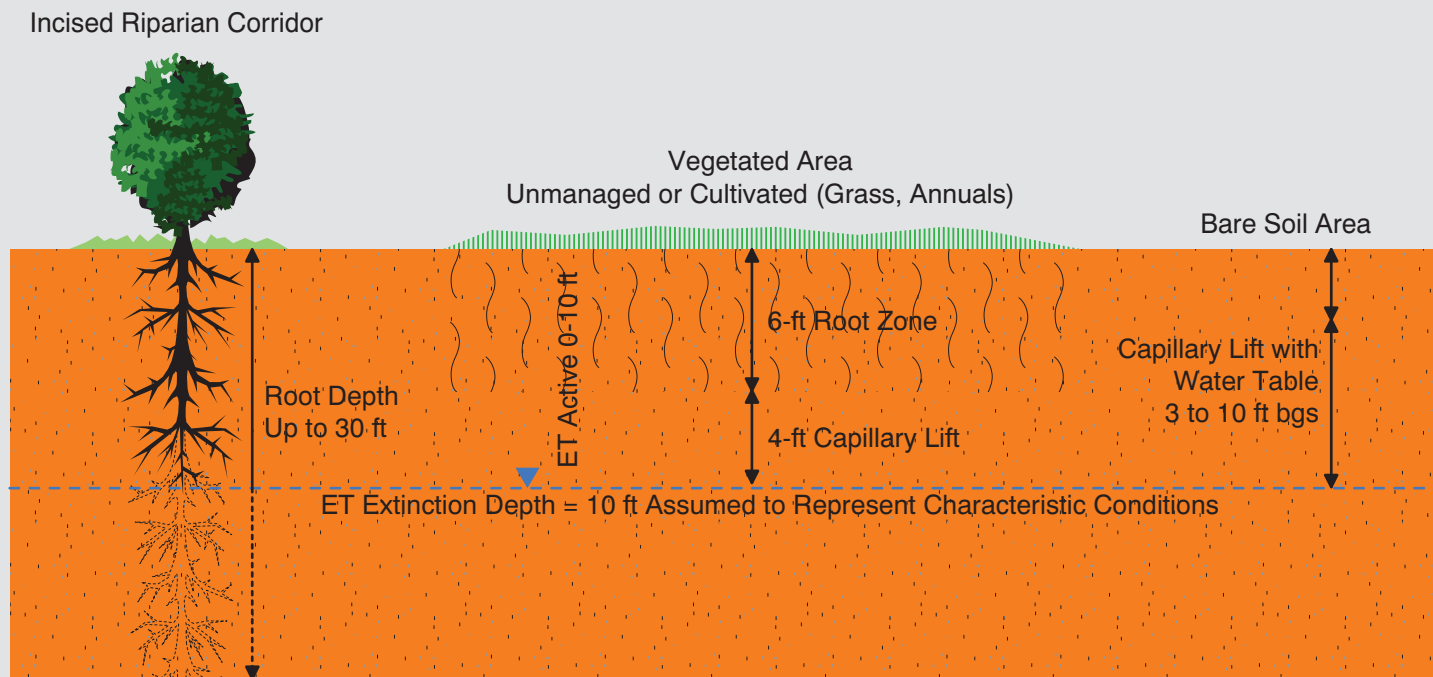 Incised Riparian Corridor
Vegetated Area
Unmanaged or Cultivated (Grass, Annuals)
Bare Soil Area
Root Depth
Up to 30 ft
ET Active 0-10 ft
6-ft Root Zone
4-ft Capillary Lift
Capillary Lift with
Water Table
3 to 10 ft bgs
ET Extinction Depth = 10 ft Assumed to Represent Characteristic Conditions